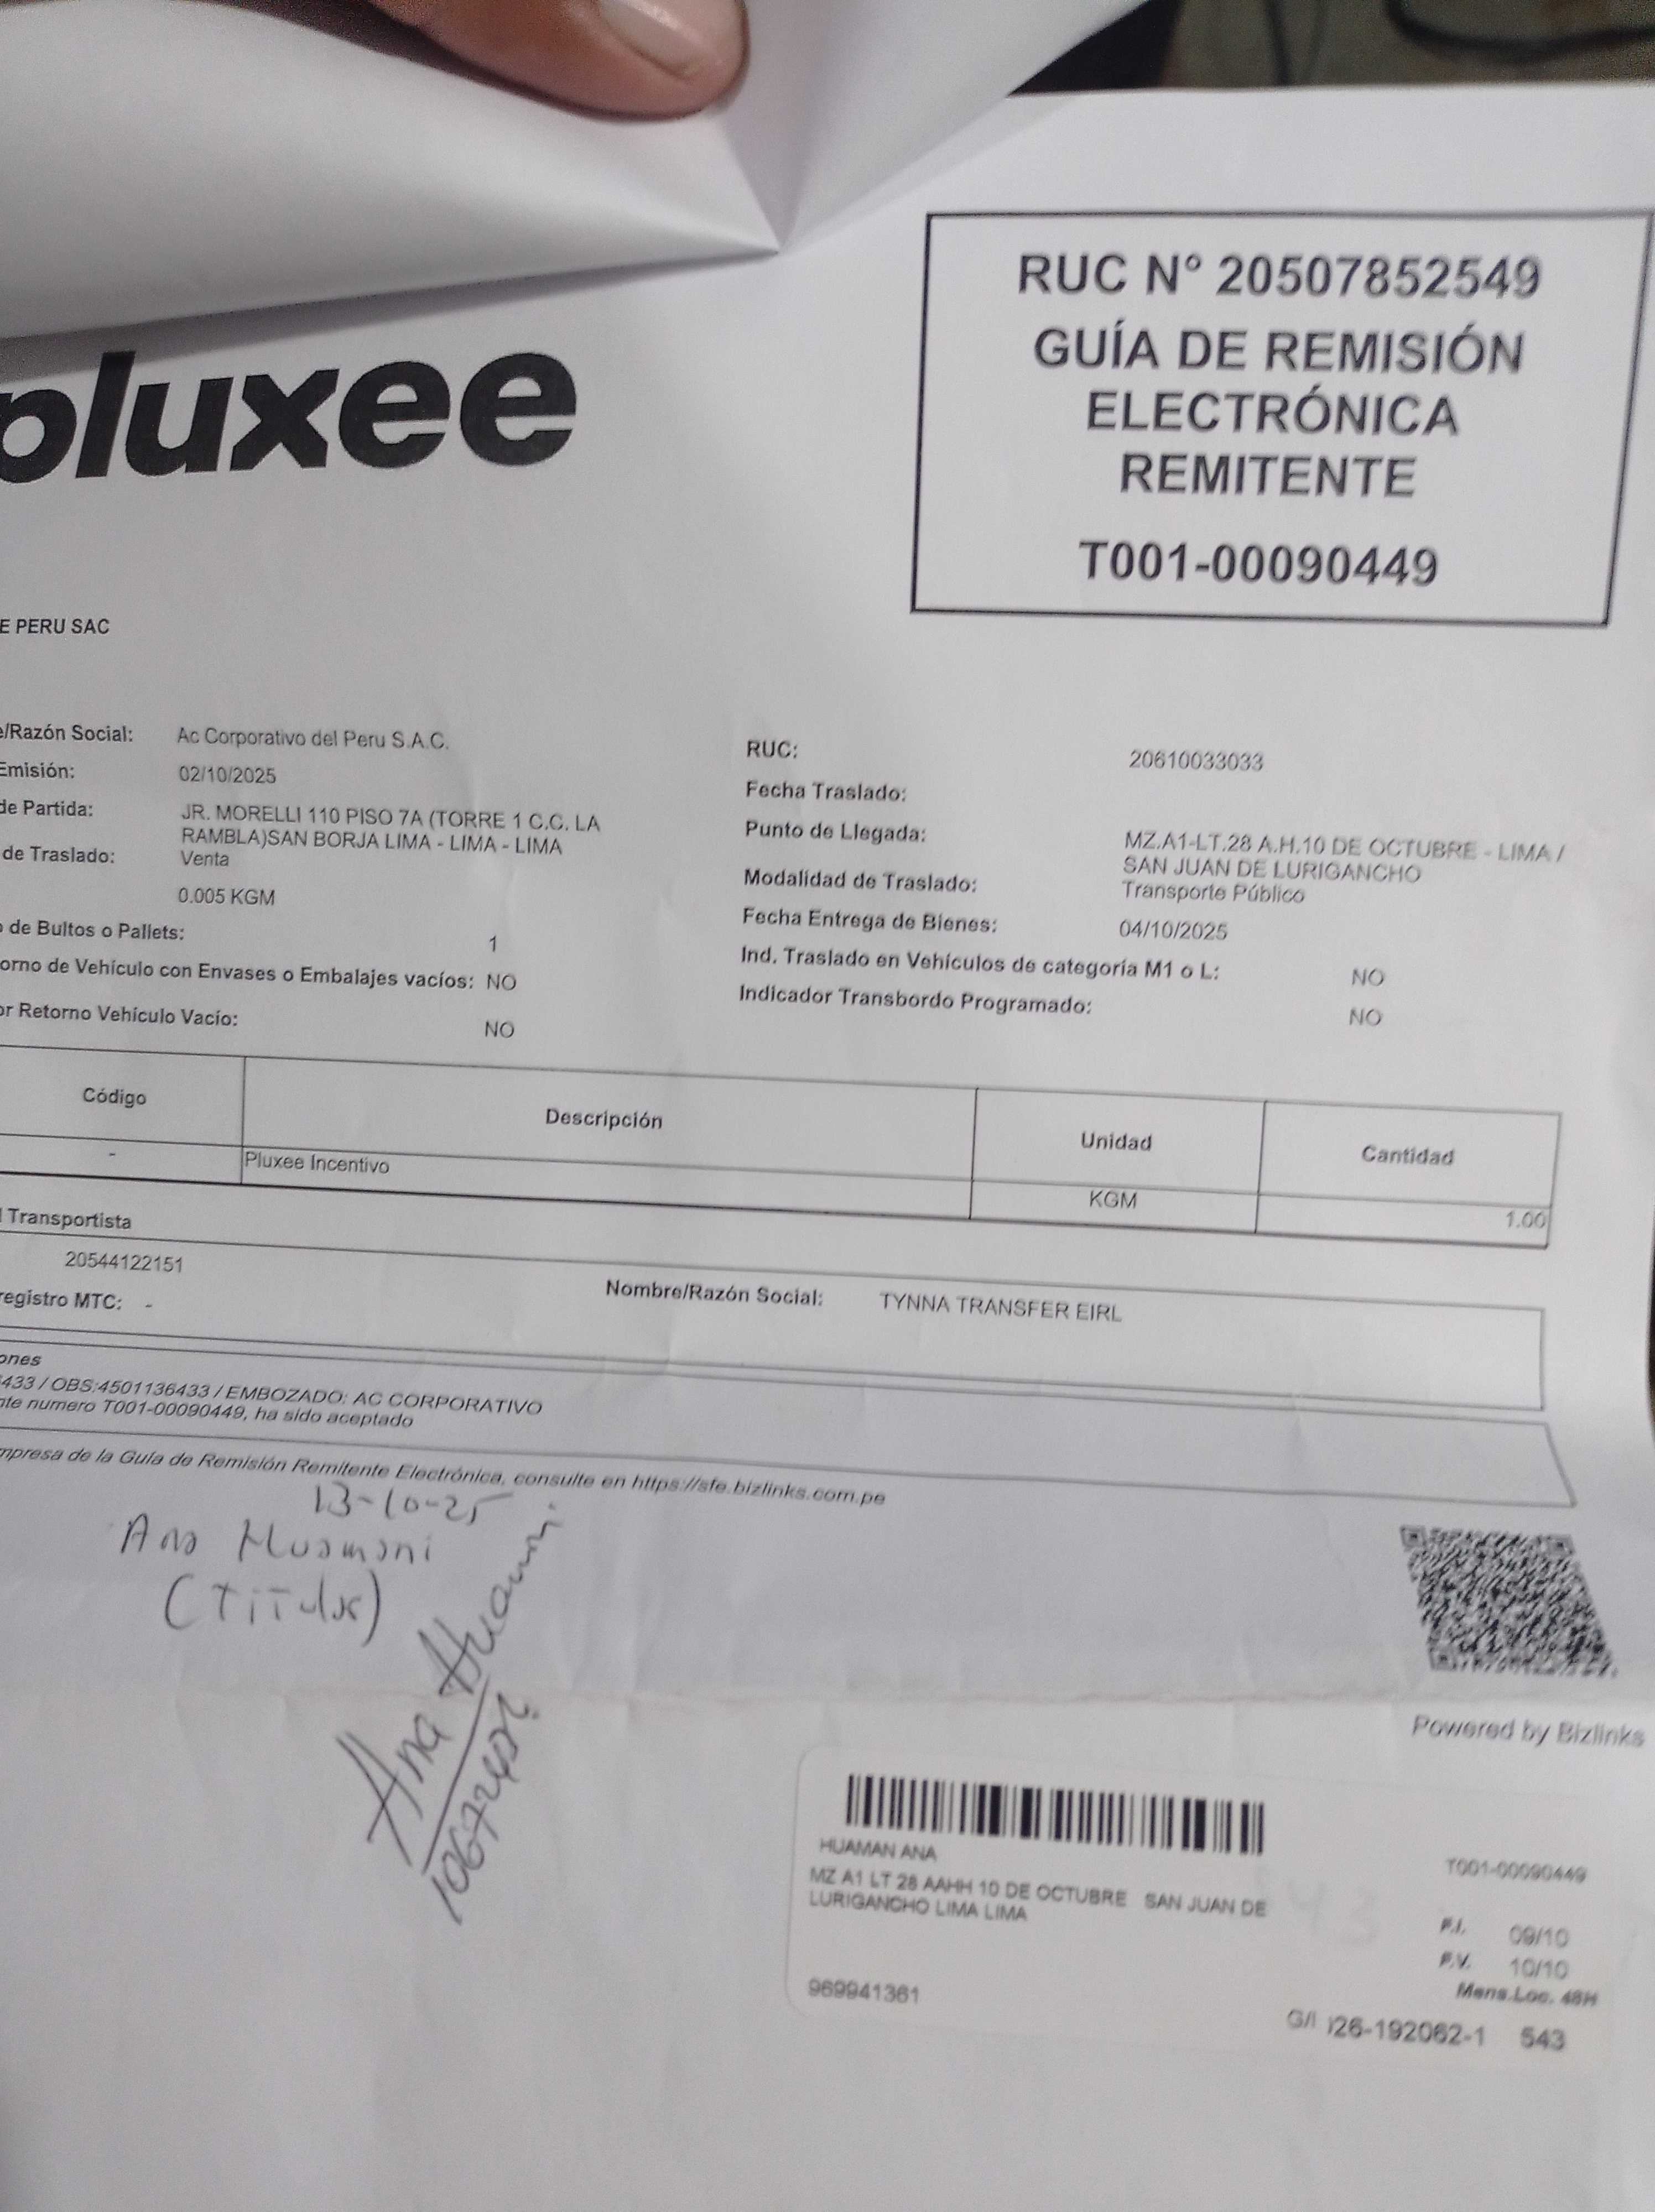 pluxee
RUC N° 20507852549
GUÍA DE REMISIÓN
ELECTRÓNICA
REMITENTE
T001-00090449
E PERU SAC
e/Razón Social: Ac Corporativo del Peru S.A.C.
Emisión: 02/10/2025
de Partida: JR. MORELLI 110 PISO 7A (TORRE 1 C.C. LA
RAMBLA)SAN BORJA LIMA - LIMA - LIMA
de Traslado: Venta
0.005 KGM
o de Bultos o Pallets: 1
orno de Vehículo con Envases o Embalajes vacíos: NO
or Retorno Vehículo Vacío: NO
RUC: 20610033033
Fecha Traslado:
Punto de Llegada: MZ.A1-LT.28 A.H.10 DE OCTUBRE - LIMA /
SAN JUAN DE LURIGANCHO
Modalidad de Traslado: Transporte Público
Fecha Entrega de Bienes: 04/10/2025
Ind. Traslado en Vehículos de categoría M1 o L: NO
Indicador Transbordo Programado: NO
Código Descripción Unidad Cantidad
- Pluxee Incentivo KGM 1.00
l Transportista
20544122151
Nombre/Razón Social: TYNNA TRANSFER EIRL
registro MTC: -
ones
6433 / OBS:4501136433 / EMBOZADO: AC CORPORATIVO
nte numero T001-00090449, ha sido aceptado
mpresa de la Guía de Remisión Remitente Electrónica, consulte en https://sfe.bizlinks.com.pe
13-10-25
Ana Huamani
(Titular)
Ana Huamani
Powered by Bizlinks
HUAMAN ANA
T001-00090449
MZ A1 LT 28 AAHH 10 DE OCTUBRE SAN JUAN DE
LURIGANCHO LIMA LIMA
F.I. 09/10
F.V. 10/10
Mens.Loc. 48H
969941361
G/I 026-192062-1 543